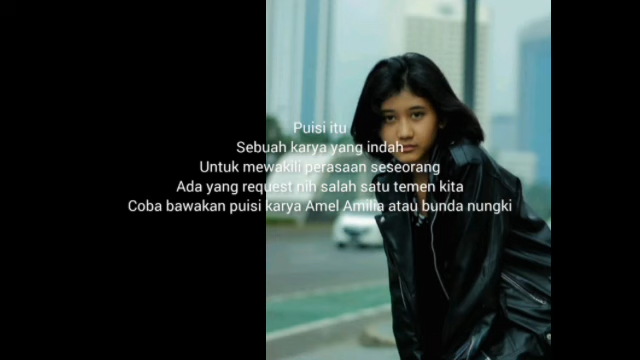 Puisi itu
Sebuah karya yang indah
Untuk mewakili perasaan seseorang
Ada yang request nih salah satu temen kita
Coba bawakan puisi karya Amel Amilia atau bunda nungki